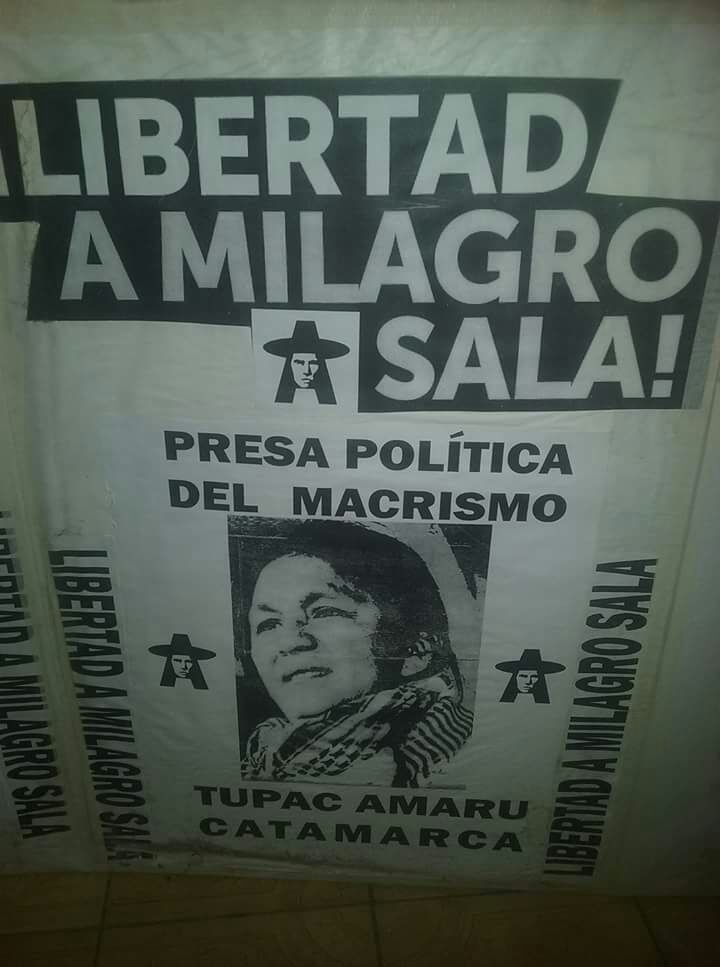 LIBERTAD
A MILAGRO
SALA!
PRESA POLÍTICA
DEL MACRISMO
LIBERTAD A MILAGRO SALA
LIBERTAD A MILAGRO SALA
LIBERTAD A MILAGRO SALA
TUPAC AMARU
CATAMARCA